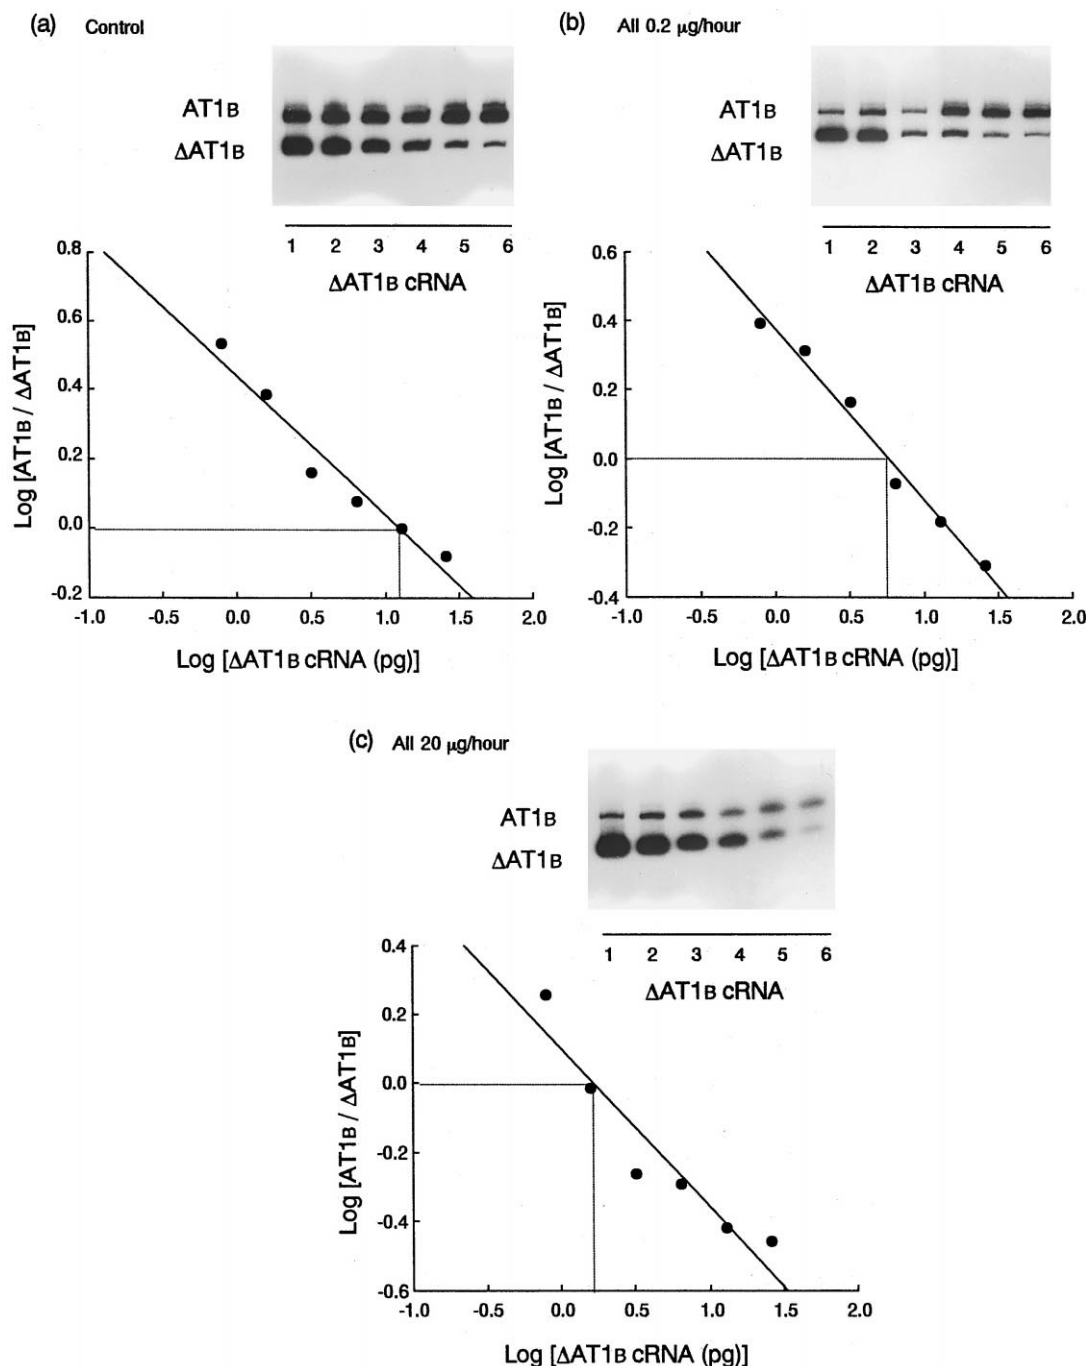 (a) Control
AT1B
ΔAT1B
1 2 3 4 5 6
ΔAT1B cRNA
Log [AT1B / ΔAT1B]
0.8
0.6
0.4
0.2
0.0
-0.2
-1.0 -0.5 0.0 0.5 1.0 1.5 2.0
Log [ΔAT1B cRNA (pg)]
(b) AII 0.2 μg/hour
AT1B
ΔAT1B
1 2 3 4 5 6
ΔAT1B cRNA
Log [AT1B / ΔAT1B]
0.6
0.4
0.2
0.0
-0.2
-0.4
-1.0 -0.5 0.0 0.5 1.0 1.5 2.0
Log [ΔAT1B cRNA (pg)]
(c) AII 20 μg/hour
AT1B
ΔAT1B
1 2 3 4 5 6
ΔAT1B cRNA
Log [AT1B / ΔAT1B]
0.4
0.2
0.0
-0.2
-0.4
-0.6
-1.0 -0.5 0.0 0.5 1.0 1.5 2.0
Log [ΔAT1B cRNA (pg)]